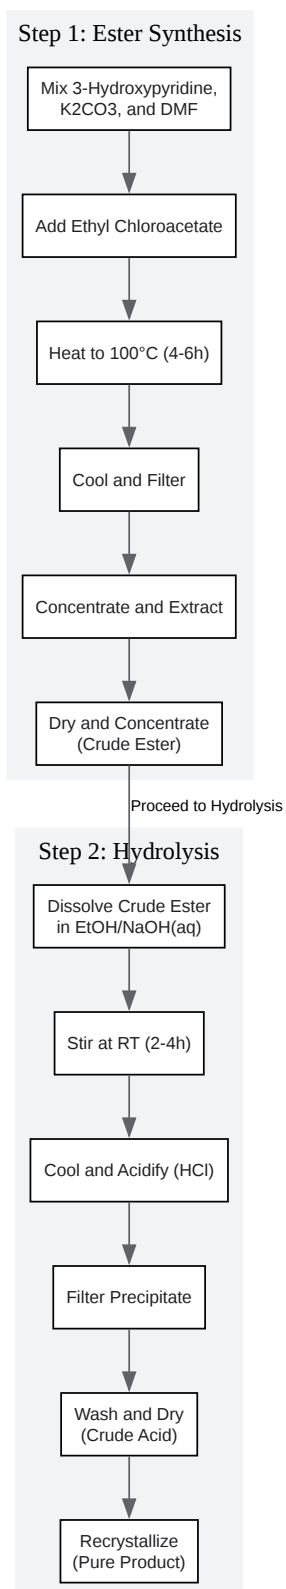 Step 1: Ester Synthesis
Mix 3-Hydroxypyridine,
K2CO3, and DMF
Add Ethyl Chloroacetate
Heat to 100°C (4-6h)
Cool and Filter
Concentrate and Extract
Dry and Concentrate
(Crude Ester)
Proceed to Hydrolysis
Step 2: Hydrolysis
Dissolve Crude Ester
in EtOH/NaOH(aq)
Stir at RT (2-4h)
Cool and Acidify (HCl)
Filter Precipitate
Wash and Dry
(Crude Acid)
Recrystallize
(Pure Product)